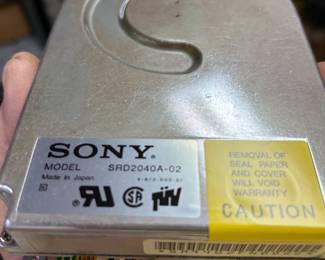 SONY.
MODEL SRD2040A-02
Made in Japan
REMOVAL OF
SEAL PAPER
AND COVER
WILL VOID
WARRANTY
CAUTION